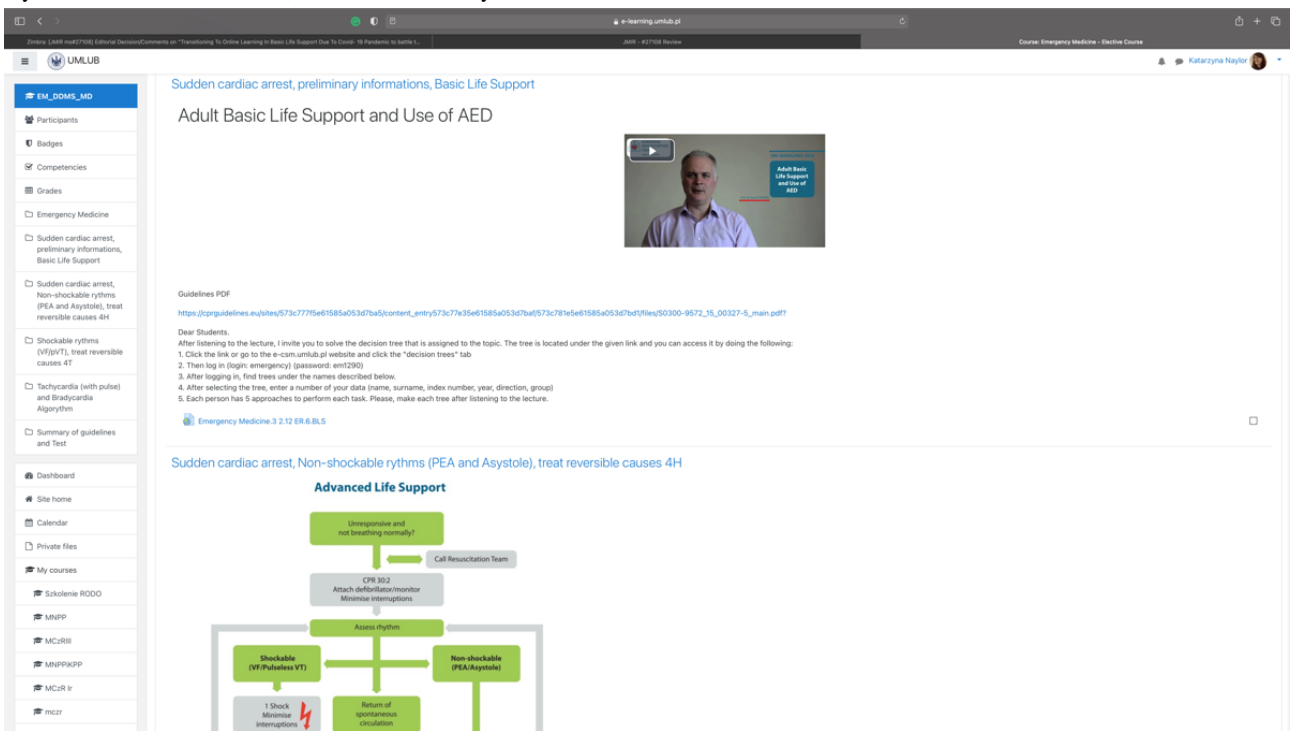 e-learning.umlub.pl
Zimbra: [JMIR ms#27108] Editorial Decision/Comments on "Transitioning To Online Learning in Basic Life Support Due To Covid- 19 Pandemic to battle t...
JMIR - #27108 Review
Course: Emergency Medicine – Elective Course
UMLUB
Katarzyna Naylor
EM_DDMS_MD
Participants
Badges
Competencies
Grades
Emergency Medicine
Sudden cardiac arrest,
preliminary informations,
Basic Life Support
Sudden cardiac arrest,
Non-shockable rythms
(PEA and Asystole), treat
reversible causes 4H
Shockable rythms
(VF/pVT), treat reversible
causes 4T
Tachycardia (with pulse)
and Bradycardia
Algorythm
Summary of guidelines
and Test
Dashboard
Site home
Calendar
Private files
My courses
Szkolenie RODO
MNPP
MCzRIII
MNPPiKPP
MCzR Ir
mczr
Sudden cardiac arrest, preliminary informations, Basic Life Support
Adult Basic Life Support and Use of AED
Adult Basic
Life Support
and Use of
AED
Guidelines PDF
https://cprguidelines.eu/sites/573c777f5e61585a053d7ba5/content_entry573c77e35e61585a053d7baf/573c781e5e61585a053d7bd1/files/S0300-9572_15_00327-5_main.pdf?
Dear Students.
After listening to the lecture, I invite you to solve the decision tree that is assigned to the topic. The tree is located under the given link and you can access it by doing the following:
1. Click the link or go to the e-csm.umlub.pl website and click the "decision trees" tab
2. Then log in (login: emergency) (password: em1290)
3. After logging in, find trees under the names described below.
4. After selecting the tree, enter a number of your data (name, surname, index number, year, direction, group)
5. Each person has 5 approaches to perform each task. Please, make each tree after listening to the lecture.
Emergency Medicine.3 2.12 ER.6.BLS
Sudden cardiac arrest, Non-shockable rythms (PEA and Asystole), treat reversible causes 4H
Advanced Life Support
Unresponsive and
not breathing normally?
Call Resuscitation Team
CPR 30:2
Attach defibrillator/monitor
Minimise interruptions
Assess rhythm
Shockable
(VF/Pulseless VT)
Non-shockable
(PEA/Asystole)
1 Shock
Minimise
interruptions
Return of
spontaneous
circulation